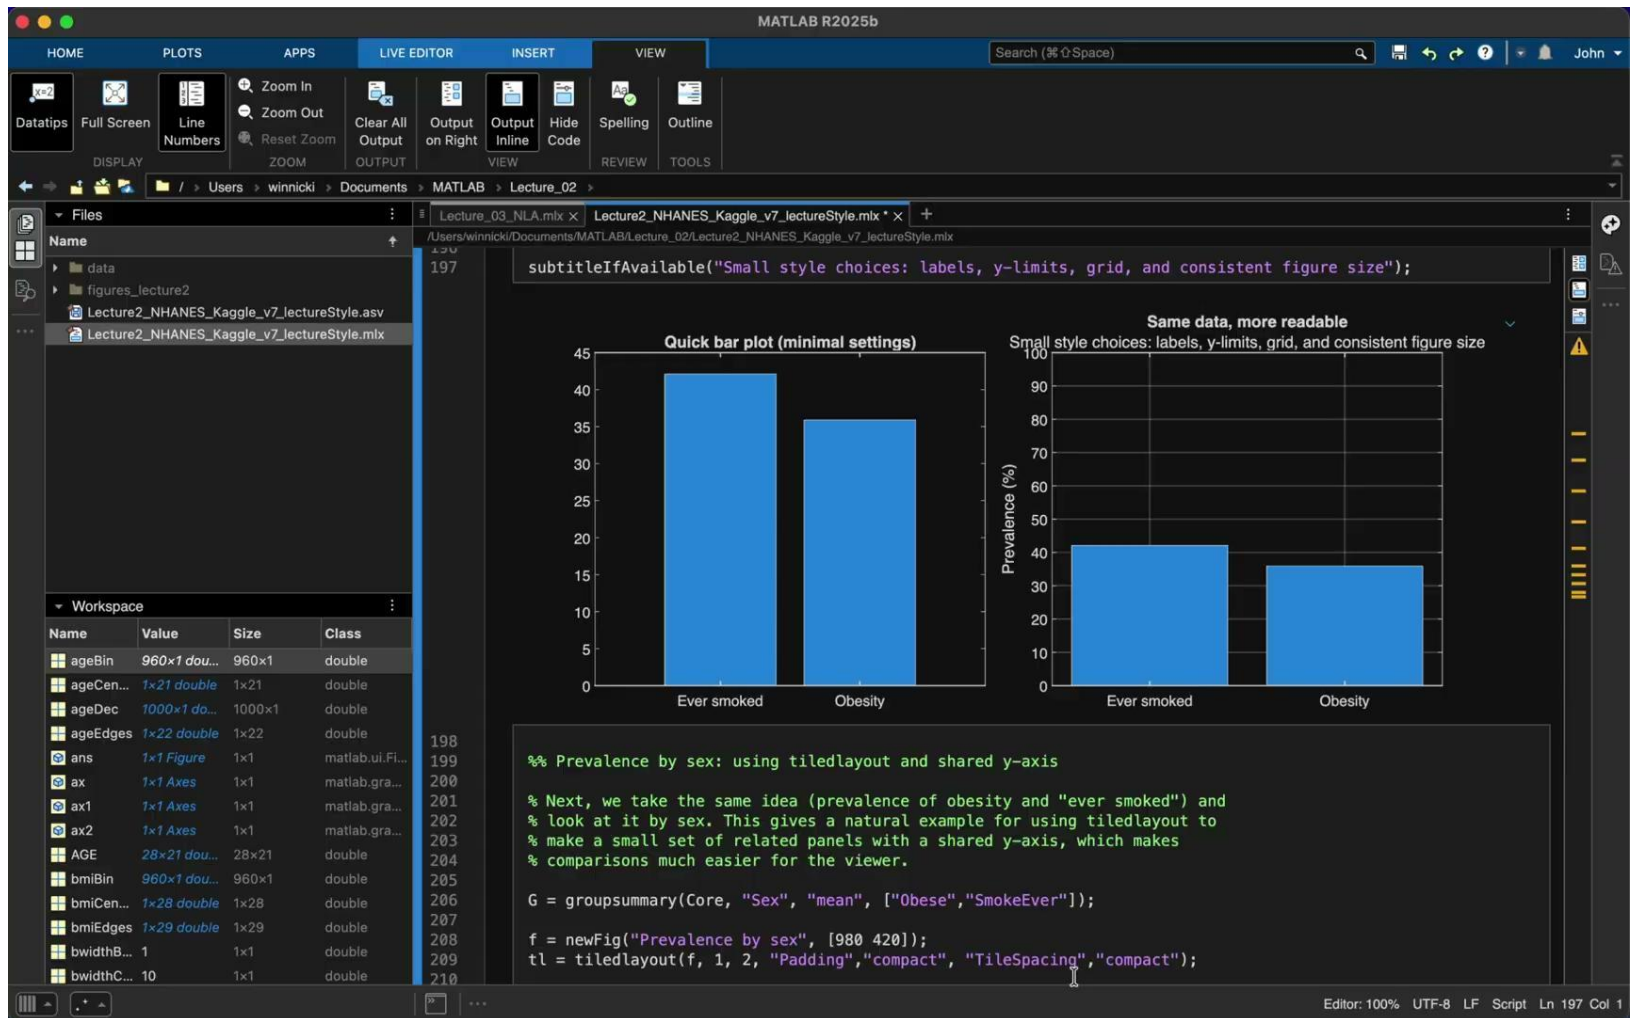 MATLAB R2025b
HOME PLOTS APPS LIVE EDITOR INSERT VIEW
Search (⌘⇧Space)
John
Datatips
Full Screen
Line Numbers
Zoom In
Zoom Out
Reset Zoom
Clear All Output
Output on Right
Output Inline
Hide Code
Spelling
Outline
DISPLAY ZOOM OUTPUT VIEW REVIEW TOOLS
/ › Users › winnicki › Documents › MATLAB › Lecture_02 ›
Files
Name
data
figures_lecture2
Lecture2_NHANES_Kaggle_v7_lectureStyle.asv
Lecture2_NHANES_Kaggle_v7_lectureStyle.mlx
Workspace
Name Value Size Class
ageBin 960×1 dou... 960×1 double
ageCen... 1×21 double 1×21 double
ageDec 1000×1 do... 1000×1 double
ageEdges 1×22 double 1×22 double
ans 1×1 Figure 1×1 matlab.ui.Fi...
ax 1×1 Axes 1×1 matlab.gra...
ax1 1×1 Axes 1×1 matlab.gra...
ax2 1×1 Axes 1×1 matlab.gra...
AGE 28×21 dou... 28×21 double
bmiBin 960×1 dou... 960×1 double
bmiCen... 1×28 double 1×28 double
bmiEdges 1×29 double 1×29 double
bwidthB... 1 1×1 double
bwidthC... 10 1×1 double
Lecture_03_NLA.mlx × Lecture2_NHANES_Kaggle_v7_lectureStyle.mlx * × +
/Users/winnicki/Documents/MATLAB/Lecture_02/Lecture2_NHANES_Kaggle_v7_lectureStyle.mlx
196
197 subtitleIfAvailable("Small style choices: labels, y-limits, grid, and consistent figure size");
Quick bar plot (minimal settings)
45
40
35
30
25
20
15
10
5
0
Ever smoked Obesity
Same data, more readable
Small style choices: labels, y-limits, grid, and consistent figure size
Prevalence (%)
100
90
80
70
60
50
40
30
20
10
0
Ever smoked Obesity
198
199 %% Prevalence by sex: using tiledlayout and shared y-axis
200
201 % Next, we take the same idea (prevalence of obesity and "ever smoked") and
202 % look at it by sex. This gives a natural example for using tiledlayout to
203 % make a small set of related panels with a shared y-axis, which makes
204 % comparisons much easier for the viewer.
205
206 G = groupsummary(Core, "Sex", "mean", ["Obese","SmokeEver"]);
207
208 f = newFig("Prevalence by sex", [980 420]);
209 tl = tiledlayout(f, 1, 2, "Padding","compact", "TileSpacing","compact");
210
Editor: 100% UTF-8 LF Script Ln 197 Col 1